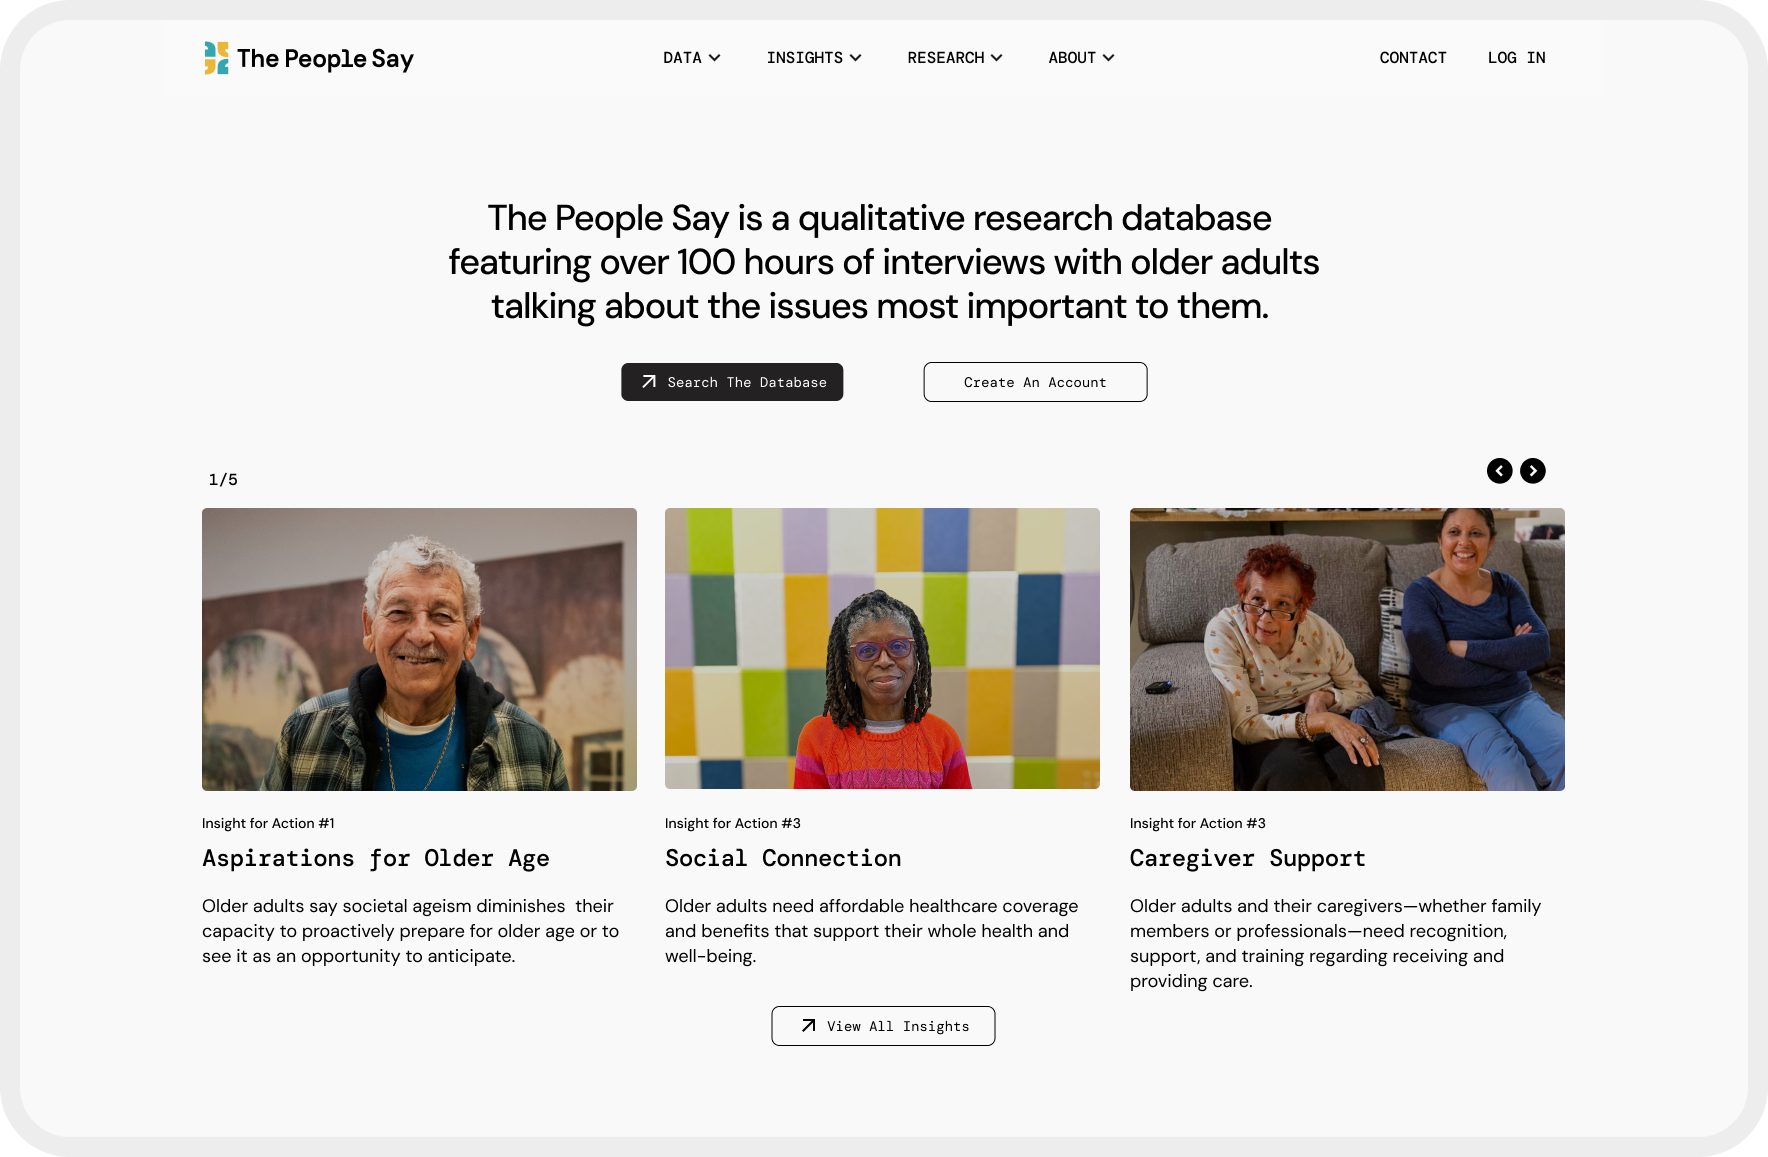 The People Say
DATA
INSIGHTS
RESEARCH
ABOUT
CONTACT
LOG IN
The People Say is a qualitative research database
featuring over 100 hours of interviews with older adults
talking about the issues most important to them.
Search The Database
Create An Account
1/5
Insight for Action #1
Aspirations for Older Age
Older adults say societal ageism diminishes  their
capacity to proactively prepare for older age or to
see it as an opportunity to anticipate.
Insight for Action #3
Social Connection
Older adults need affordable healthcare coverage
and benefits that support their whole health and
well-being.
Insight for Action #3
Caregiver Support
Older adults and their caregivers—whether family
members or professionals—need recognition,
support, and training regarding receiving and
providing care.
View All Insights